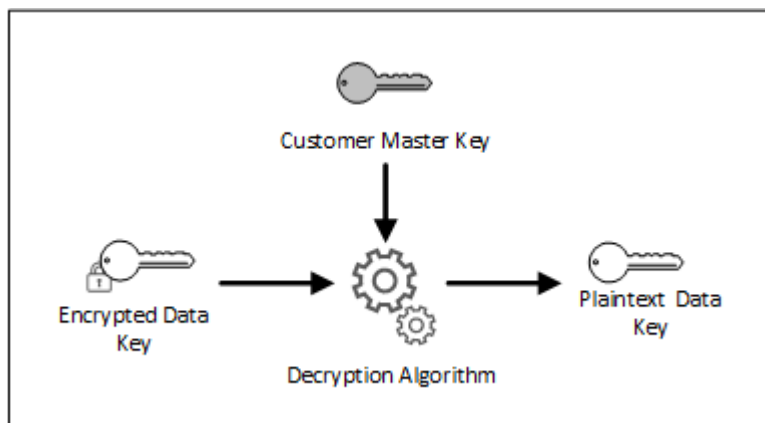 Customer Master Key
Encrypted Data
Key
Decryption Algorithm
Plaintext Data
Key